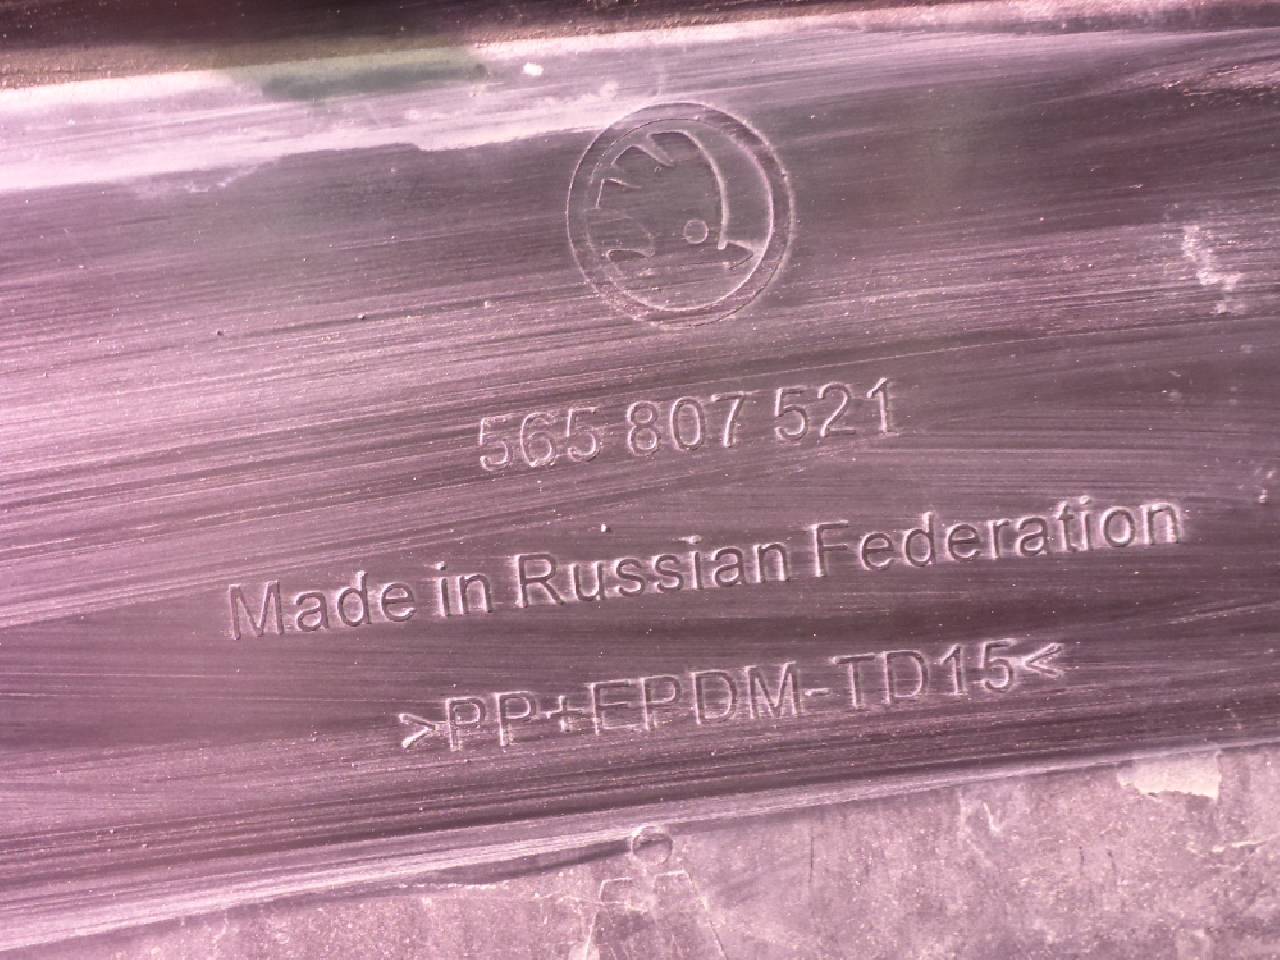 565 807 521
Made in Russian Federation
>PP+EPDM-TD15<